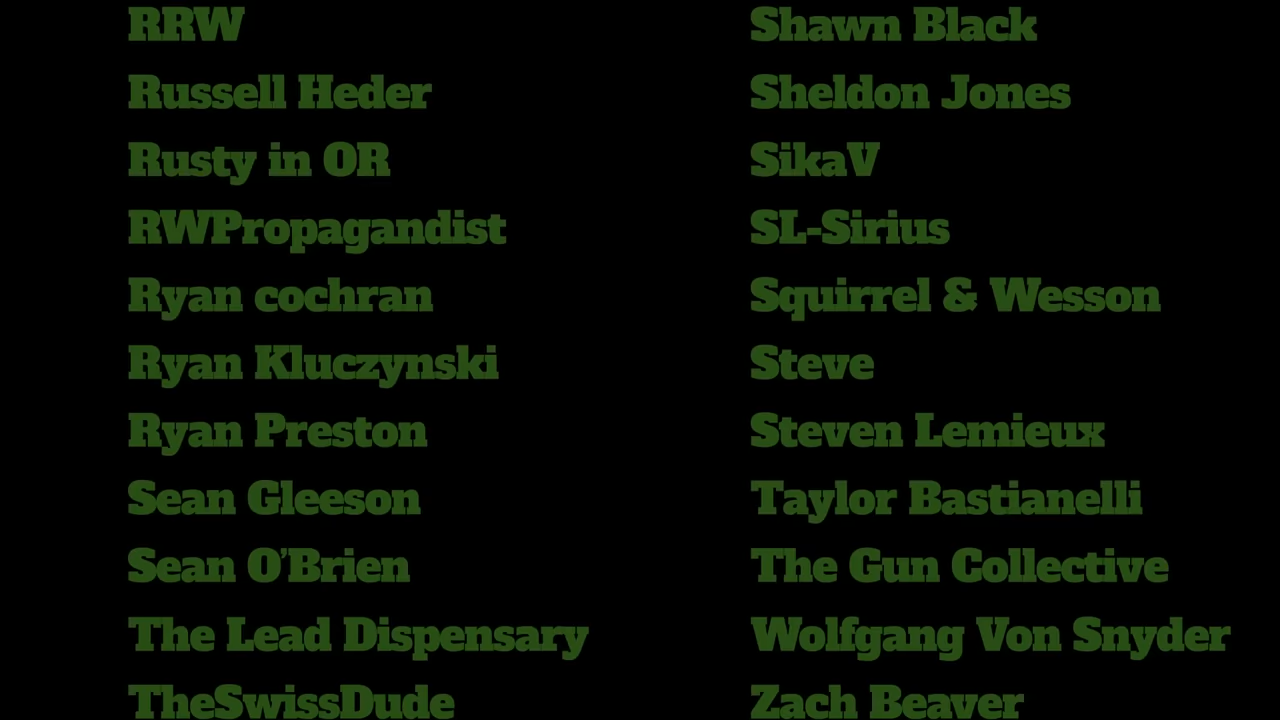 RRW
Russell Heder
Rusty in OR
RWPropagandist
Ryan cochran
Ryan Kluczynski
Ryan Preston
Sean Gleeson
Sean O’Brien
The Lead Dispensary
TheSwissDude
Shawn Black
Sheldon Jones
SikaV
SL-Sirius
Squirrel & Wesson
Steve
Steven Lemieux
Taylor Bastianelli
The Gun Collective
Wolfgang Von Snyder
Zach Beaver